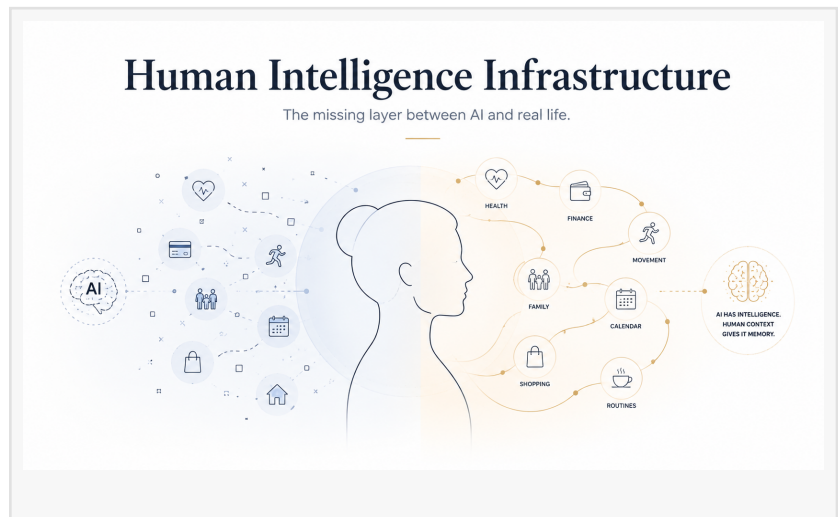 Human Intelligence Infrastructure
The missing layer between AI and real life.
AI
HEALTH
FINANCE
MOVEMENT
FAMILY
CALENDAR
SHOPPING
ROUTINES
AI HAS INTELLIGENCE.
HUMAN CONTEXT
GIVES IT MEMORY.